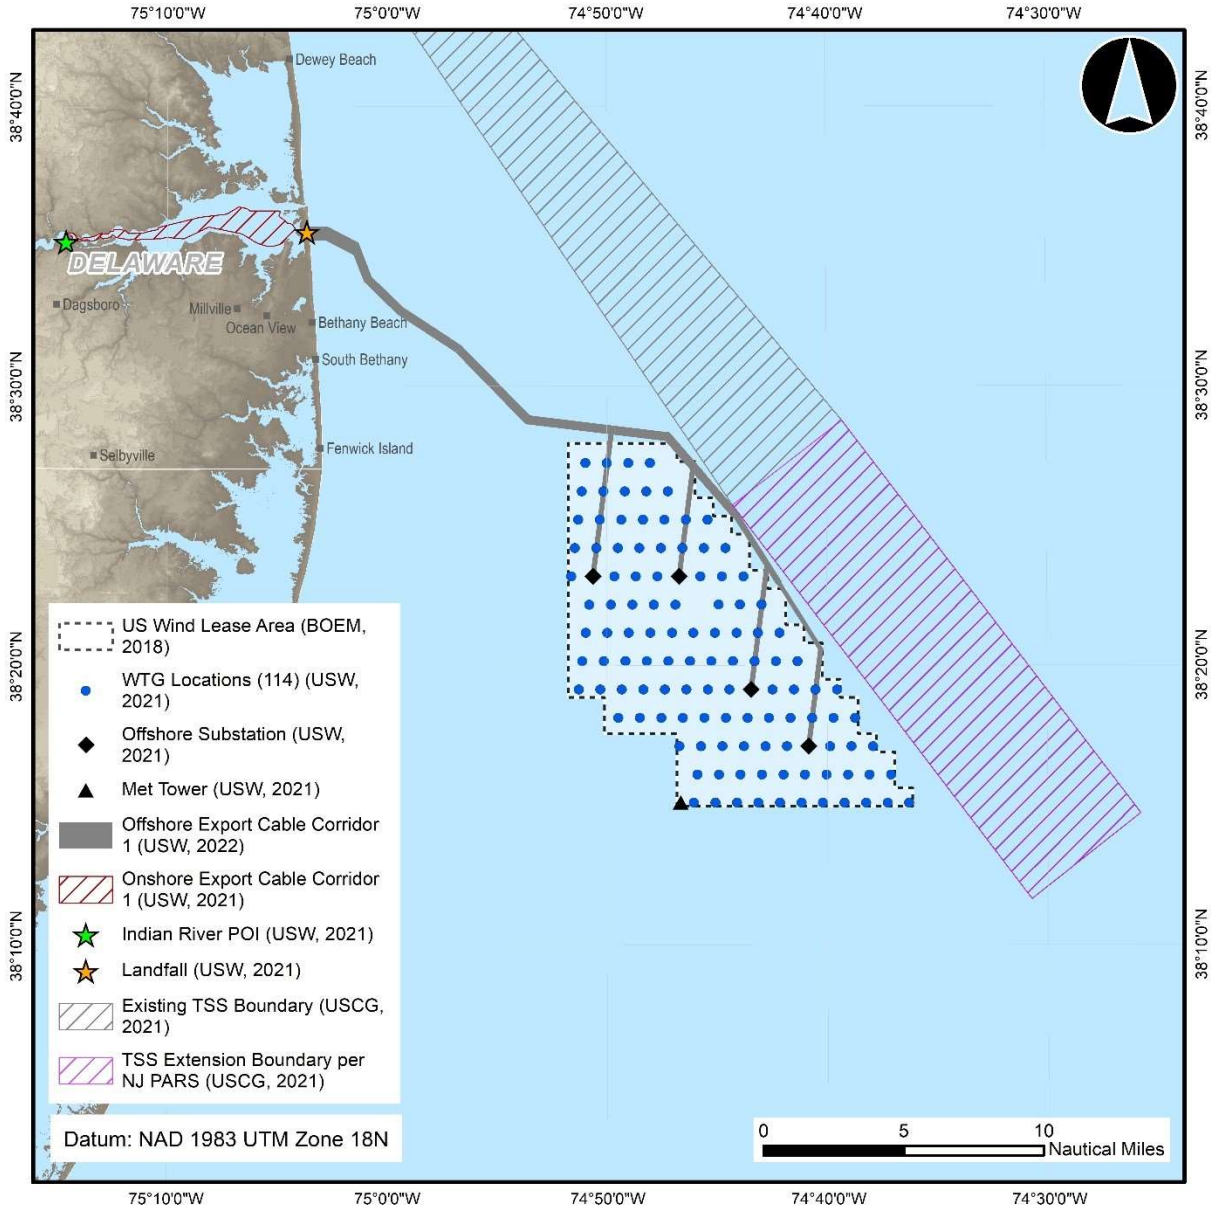 75°10'0"W 75°0'0"W 74°50'0"W 74°40'0"W 74°30'0"W
38°40'0"N
38°40'0"N
Dewey Beach
DELAWARE
Dagsboro
Millville
Ocean View
Bethany Beach
South Bethany
38°30'0"N
38°30'0"N
Selbyville
Fenwick Island
US Wind Lease Area (BOEM,
2018)
WTG Locations (114) (USW,
2021)
Offshore Substation (USW,
2021)
Met Tower (USW, 2021)
Offshore Export Cable Corridor
1 (USW, 2022)
Onshore Export Cable Corridor
1 (USW, 2021)
Indian River POI (USW, 2021)
Landfall (USW, 2021)
Existing TSS Boundary (USCG,
2021)
TSS Extension Boundary per
NJ PARS (USCG, 2021)
38°20'0"N
38°20'0"N
38°10'0"N
38°10'0"N
Datum: NAD 1983 UTM Zone 18N
0 5 10
Nautical Miles
75°10'0"W 75°0'0"W 74°50'0"W 74°40'0"W 74°30'0"W